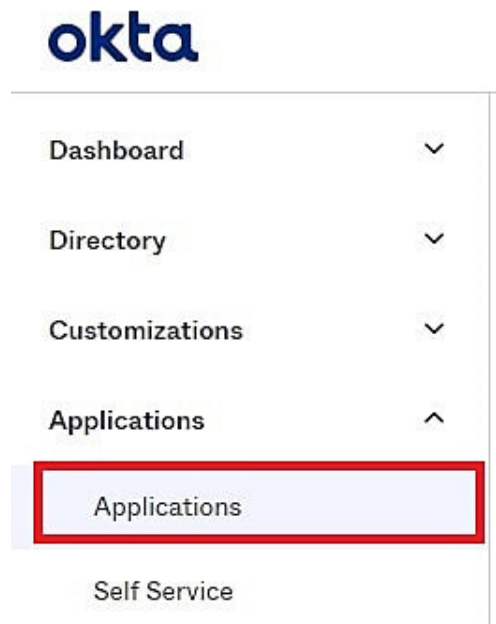 okta
Dashboard
Directory
Customizations
Applications
Applications
Self Service